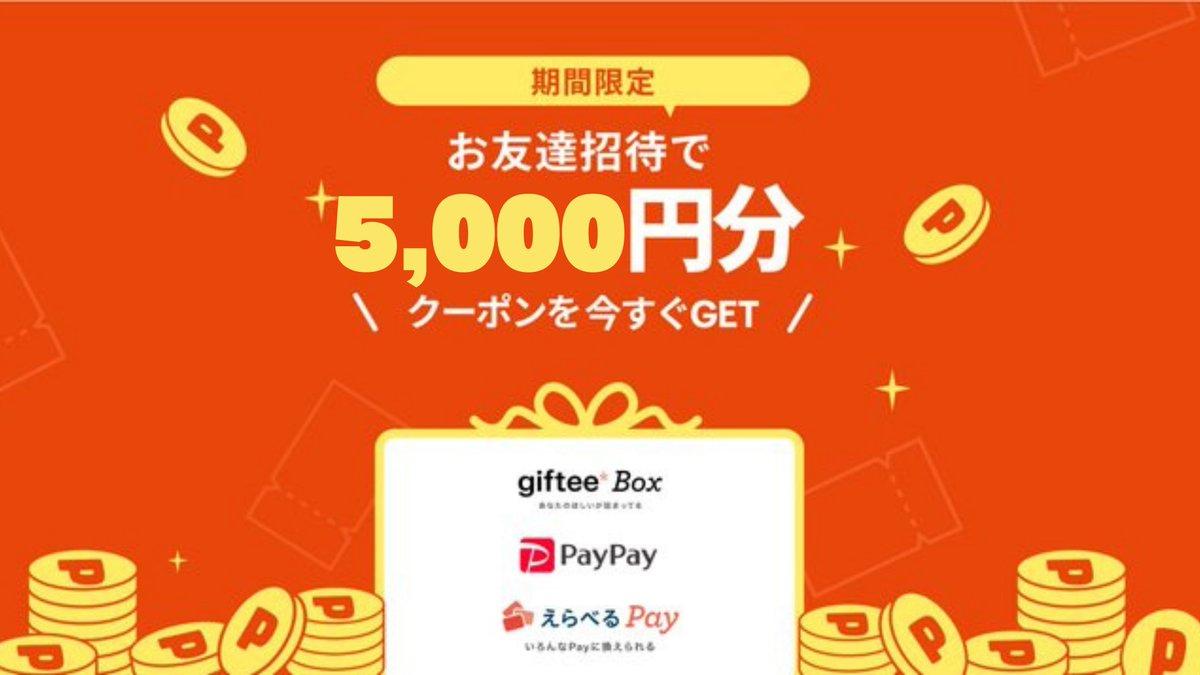 期間限定
お友達招待で
5,000円分
\ クーポンを今すぐGET /
giftee* Box
あなたのほしいが詰まってる
PayPay
えらべるPay
いろんなPayに換えられる